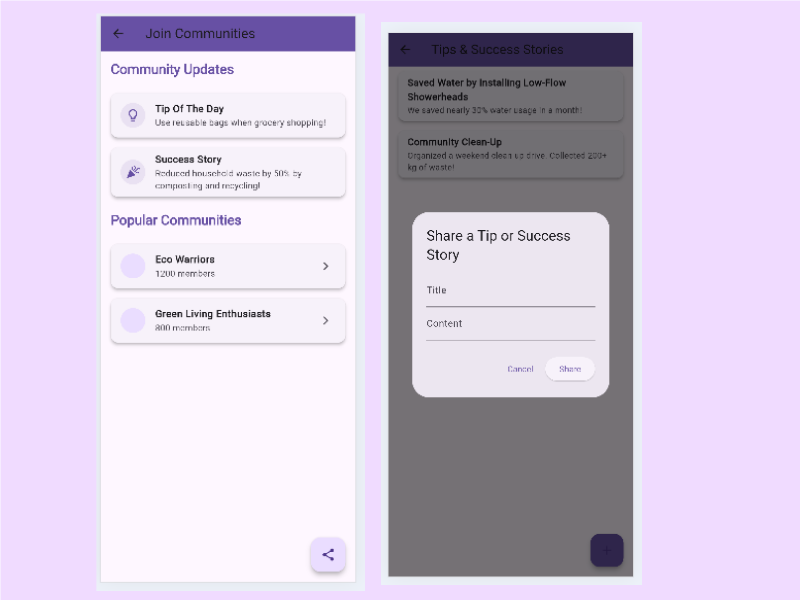 Join Communities
Community Updates
Tip Of The Day
Use reusable bags when grocery shopping!
Success Story
Reduced household waste by 50% by
composting and recycling!
Popular Communities
Eco Warriors
1200 members
Green Living Enthusiasts
800 members
Tips & Success Stories
Saved Water by Installing Low-Flow
Showerheads
We saved nearly 30% water usage in a month!
Community Clean-Up
Organized a weekend clean up drive. Collected 200+
kg of waste!
Share a Tip or Success
Story
Title
Content
Cancel
Share